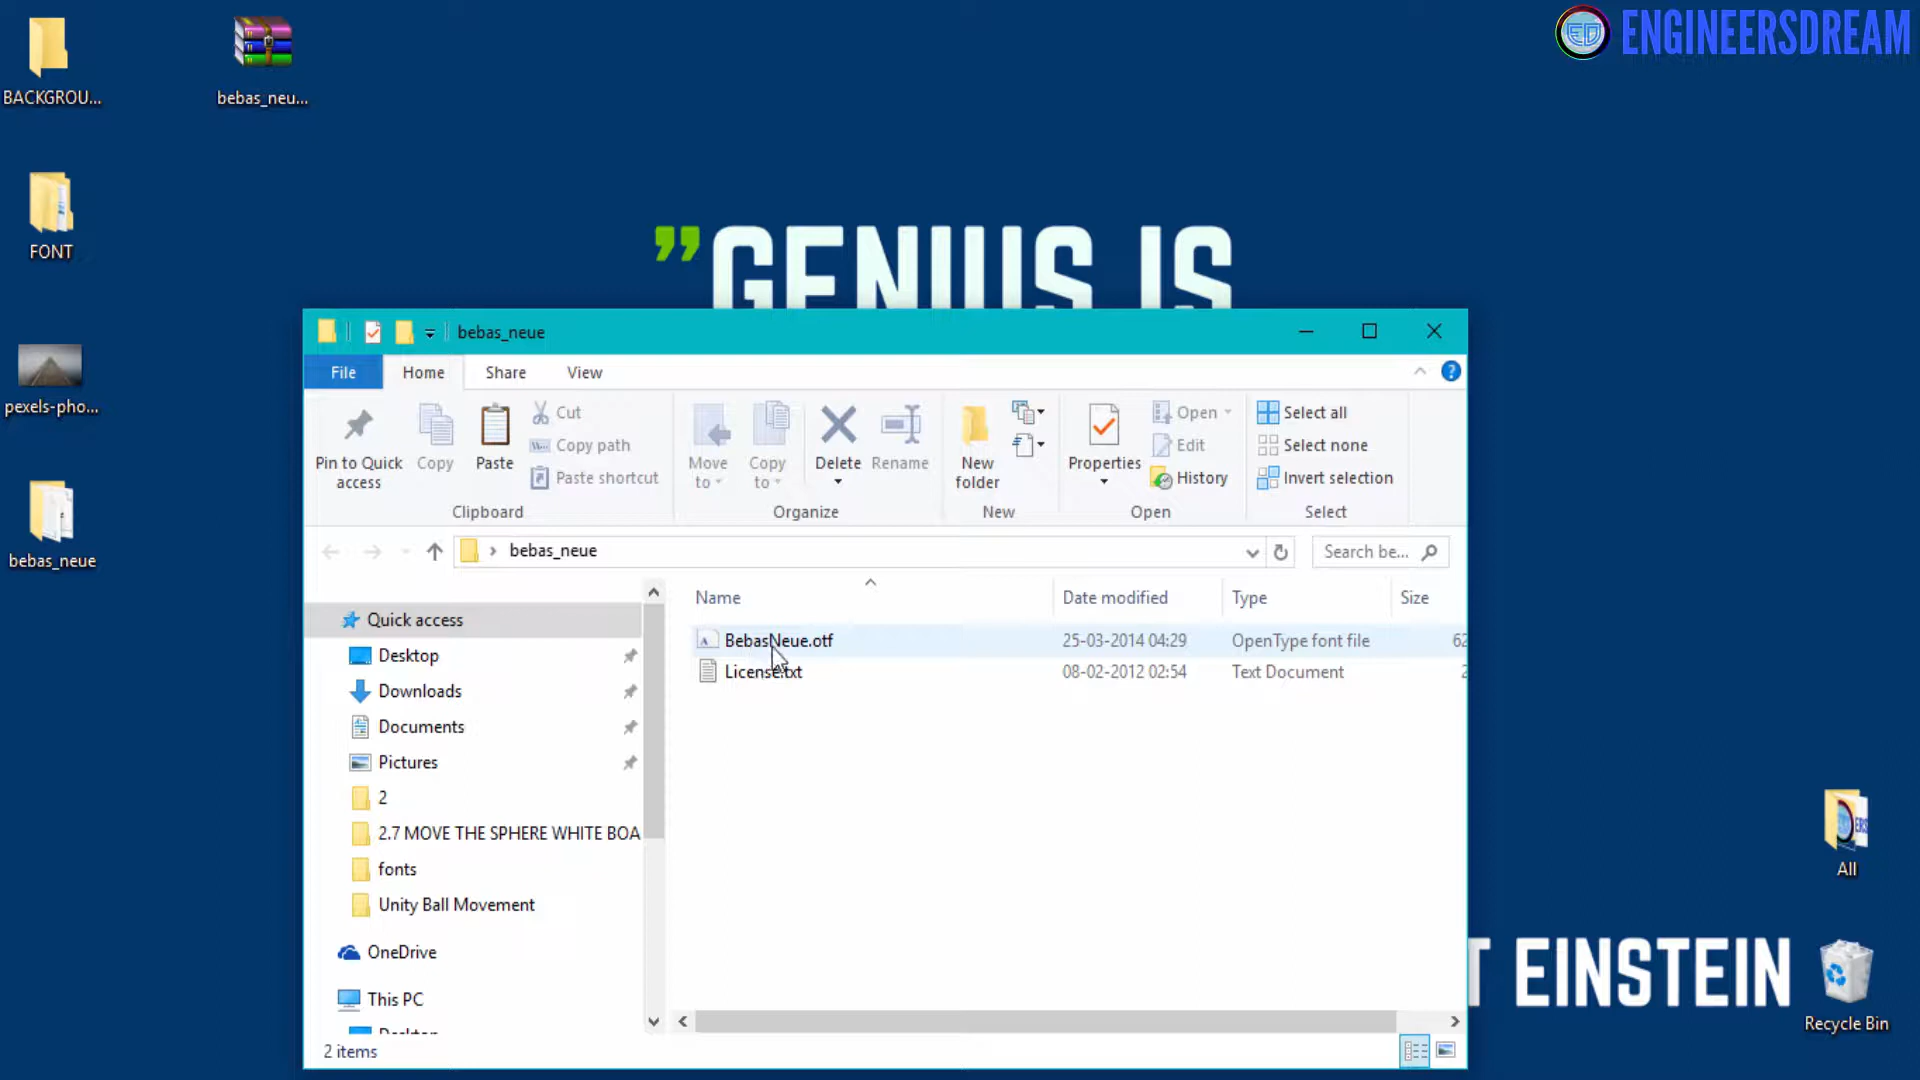 ENGINEERSDREAM
BACKGROU...
bebas_neu...
FONT
pexels-pho...
bebas_neue
"GENIUS IS
bebas_neue
File Home Share View
Pin to Quick access
Copy
Paste
Cut
Copy path
Paste shortcut
Clipboard
Move to
Copy to
Delete
Rename
Organize
New folder
New
Properties
Open
Edit
History
Open
Select all
Select none
Invert selection
Select
bebas_neue
Search be...
Name Date modified Type Size
BebasNeue.otf 25-03-2014 04:29 OpenType font file 62
License.txt 08-02-2012 02:54 Text Document 2
Quick access
Desktop
Downloads
Documents
Pictures
2
2.7 MOVE THE SPHERE WHITE BOA
fonts
Unity Ball Movement
OneDrive
This PC
Desktop
2 items
All
T EINSTEIN
Recycle Bin